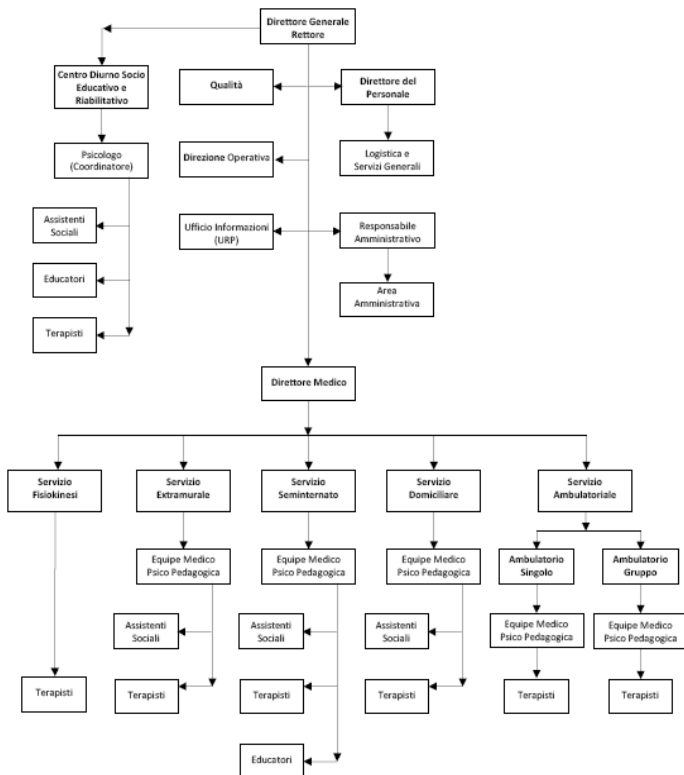 Direttore Generale
Rettore
Centro Diurno Socio
Educativo e
Riabilitativo
Qualità
Direttore del
Personale
Psicologo
(Coordinatore)
Direzione Operativa
Logistica e
Servizi Generali
Assistenti
Sociali
Ufficio Informazioni
(URP)
Responsabile
Amministrativo
Educatori
Area
Amministrativa
Terapisti
Direttore Medico
Servizio
Fisiokinesi
Servizio
Extramurale
Servizio
Seminternato
Servizio
Domiciliare
Servizio
Ambulatoriale
Equipe Medico
Psico Pedagogica
Equipe Medico
Psico Pedagogica
Equipe Medico
Psico Pedagogica
Ambulatorio
Singolo
Ambulatorio
Gruppo
Assistenti
Sociali
Assistenti
Sociali
Assistenti
Sociali
Equipe Medico
Psico Pedagogica
Equipe Medico
Psico Pedagogica
Terapisti
Terapisti
Terapisti
Terapisti
Terapisti
Terapisti
Educatori